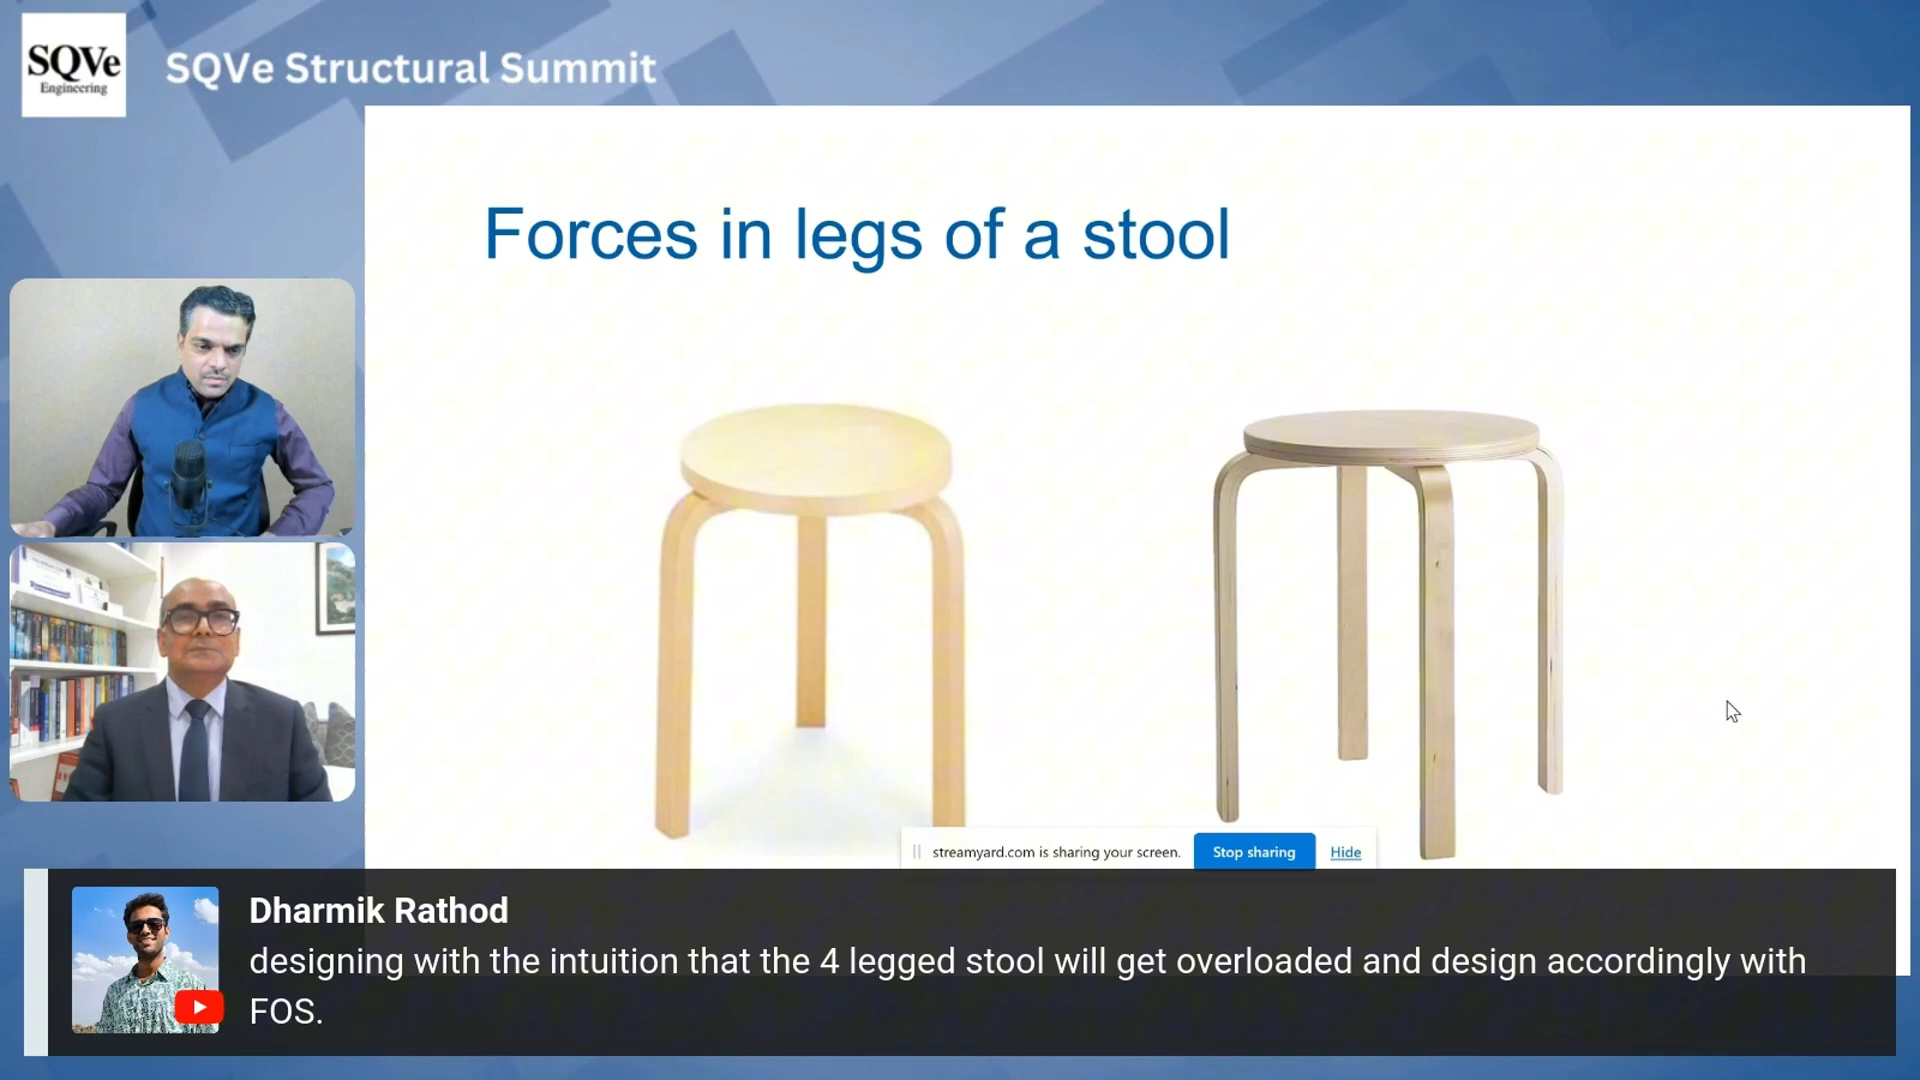 SQVe
Engineering
SQVe Structural Summit
Forces in legs of a stool
streamyard.com is sharing your screen.
Stop sharing
Hide
Dharmik Rathod
designing with the intuition that the 4 legged stool will get overloaded and design accordingly with
FOS.